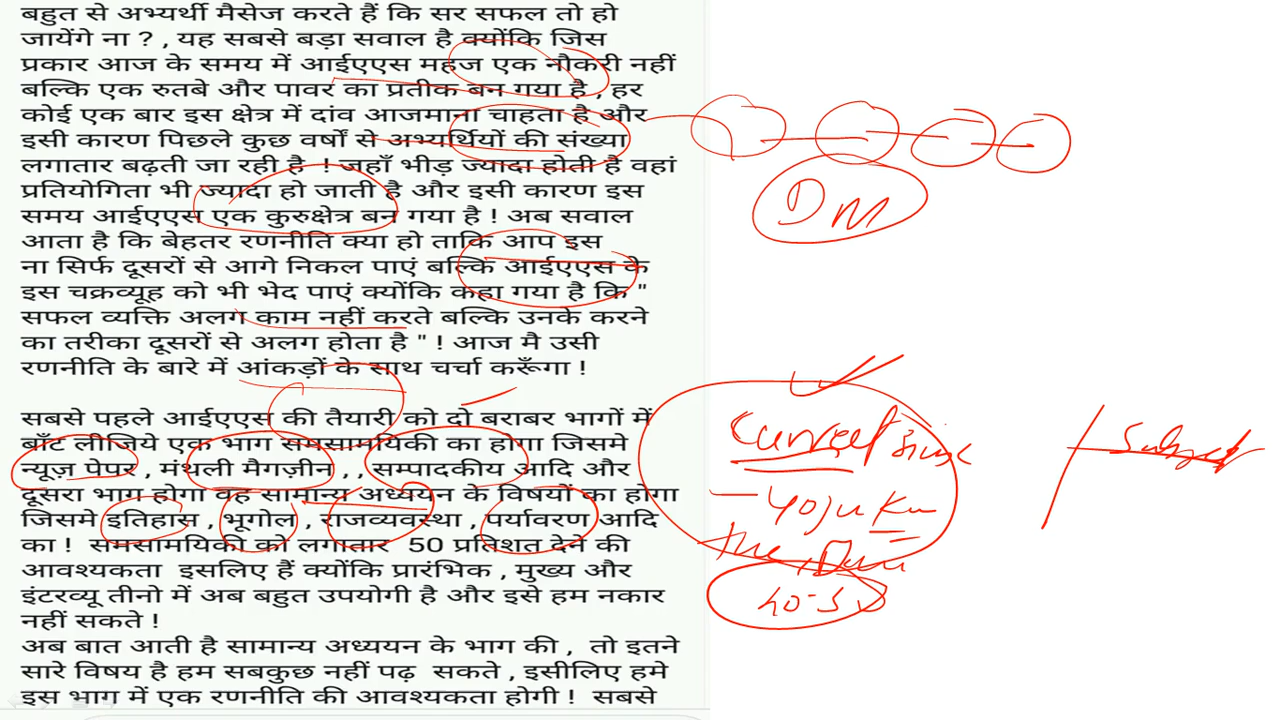 बहुत से अभ्यर्थी मैसेज करते हैं कि सर सफल तो हो
जायेंगे ना ? , यह सबसे बड़ा सवाल है क्योंकि जिस
प्रकार आज के समय में आईएएस महज एक नौकरी नहीं
बल्कि एक रुतबे और पावर का प्रतीक बन गया है , हर
कोई एक बार इस क्षेत्र में दांव आजमाना चाहता है और
इसी कारण पिछले कुछ वर्षों से अभ्यर्थियों की संख्या
लगातार बढ़ती जा रही है ! जहाँ भीड़ ज्यादा होती है वहां
प्रतियोगिता भी ज्यादा हो जाती है और इसी कारण इस
समय आईएएस एक कुरुक्षेत्र बन गया है ! अब सवाल
आता है कि बेहतर रणनीति क्या हो ताकि आप इस
ना सिर्फ दूसरों से आगे निकल पाएं बल्कि आईएएस के
इस चक्रव्यूह को भी भेद पाएं क्योंकि कहा गया है कि "
सफल व्यक्ति अलग काम नहीं करते बल्कि उनके करने
का तरीका दूसरों से अलग होता है " ! आज मै उसी
रणनीति के बारे में आंकड़ों के साथ चर्चा करूँगा !
सबसे पहले आईएएस की तैयारी को दो बराबर भागों में
बाँट लीजिये एक भाग समसामयिकी का होगा जिसमे
न्यूज़ पेपर , मंथली मैगज़ीन , , सम्पादकीय आदि और
दूसरा भाग होगा वह सामान्य अध्ययन के विषयों का होगा
जिसमे इतिहास , भूगोल , राजव्यवस्था , पर्यावरण आदि
का ! समसामयिकी को लगातार 50 प्रतिशत देने की
आवश्यकता इसलिए हैं क्योंकि प्रारंभिक , मुख्य और
इंटरव्यू तीनो में अब बहुत उपयोगी है और इसे हम नकार
नहीं सकते !
अब बात आती है सामान्य अध्ययन के भाग की , तो इतने
सारे विषय है हम सबकुछ नहीं पढ़ सकते , इसीलिए हमे
इस भाग में एक रणनीति की आवश्यकता होगी ! सबसे
DM
Current